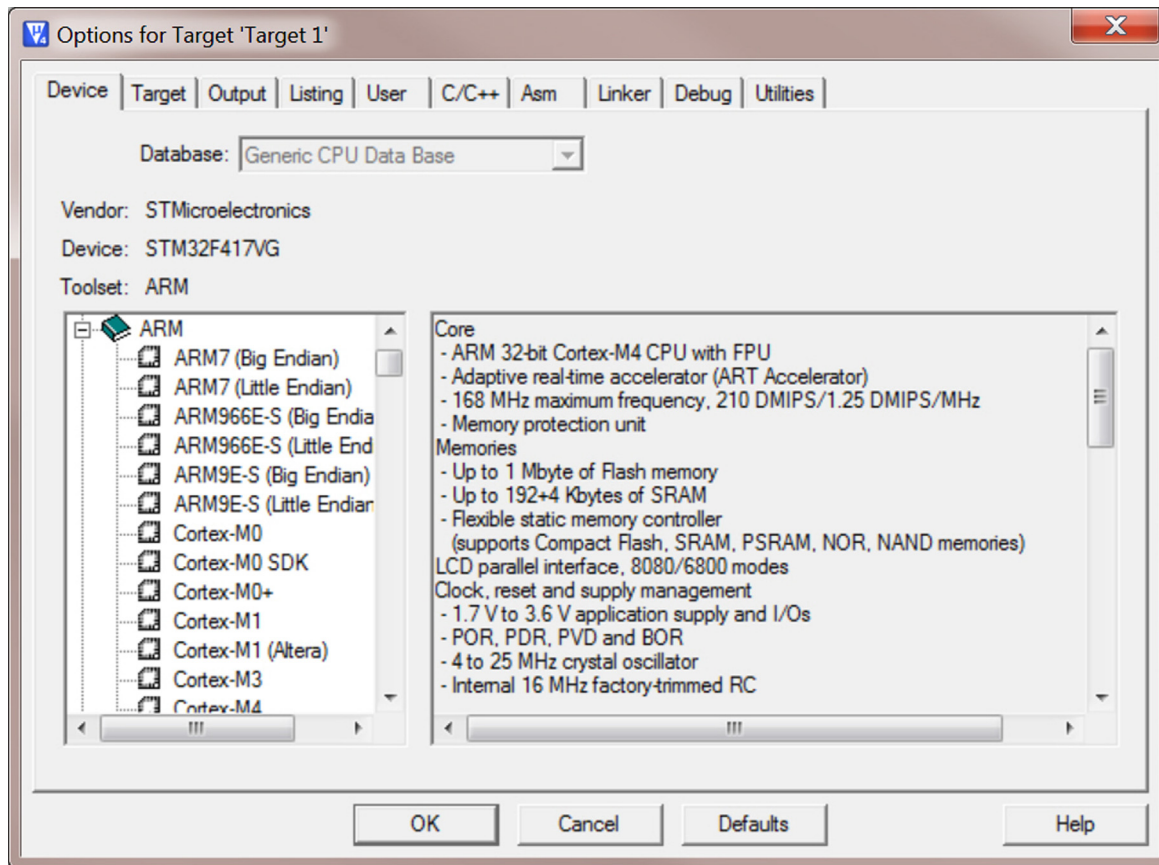 Options for Target 'Target 1'
Device Target Output Listing User C/C++ Asm Linker Debug Utilities
Database: Generic CPU Data Base
Vendor: STMicroelectronics
Device: STM32F417VG
Toolset: ARM
ARM
ARM7 (Big Endian)
ARM7 (Little Endian)
ARM966E-S (Big Endia
ARM966E-S (Little End
ARM9E-S (Big Endian)
ARM9E-S (Little Endian
Cortex-M0
Cortex-M0 SDK
Cortex-M0+
Cortex-M1
Cortex-M1 (Altera)
Cortex-M3
Cortex-M4
Core
- ARM 32-bit Cortex-M4 CPU with FPU
- Adaptive real-time accelerator (ART Accelerator)
- 168 MHz maximum frequency, 210 DMIPS/1.25 DMIPS/MHz
- Memory protection unit
Memories
- Up to 1 Mbyte of Flash memory
- Up to 192+4 Kbytes of SRAM
- Flexible static memory controller
(supports Compact Flash, SRAM, PSRAM, NOR, NAND memories)
LCD parallel interface, 8080/6800 modes
Clock, reset and supply management
- 1.7 V to 3.6 V application supply and I/Os
- POR, PDR, PVD and BOR
- 4 to 25 MHz crystal oscillator
- Internal 16 MHz factory-trimmed RC
OK Cancel Defaults Help